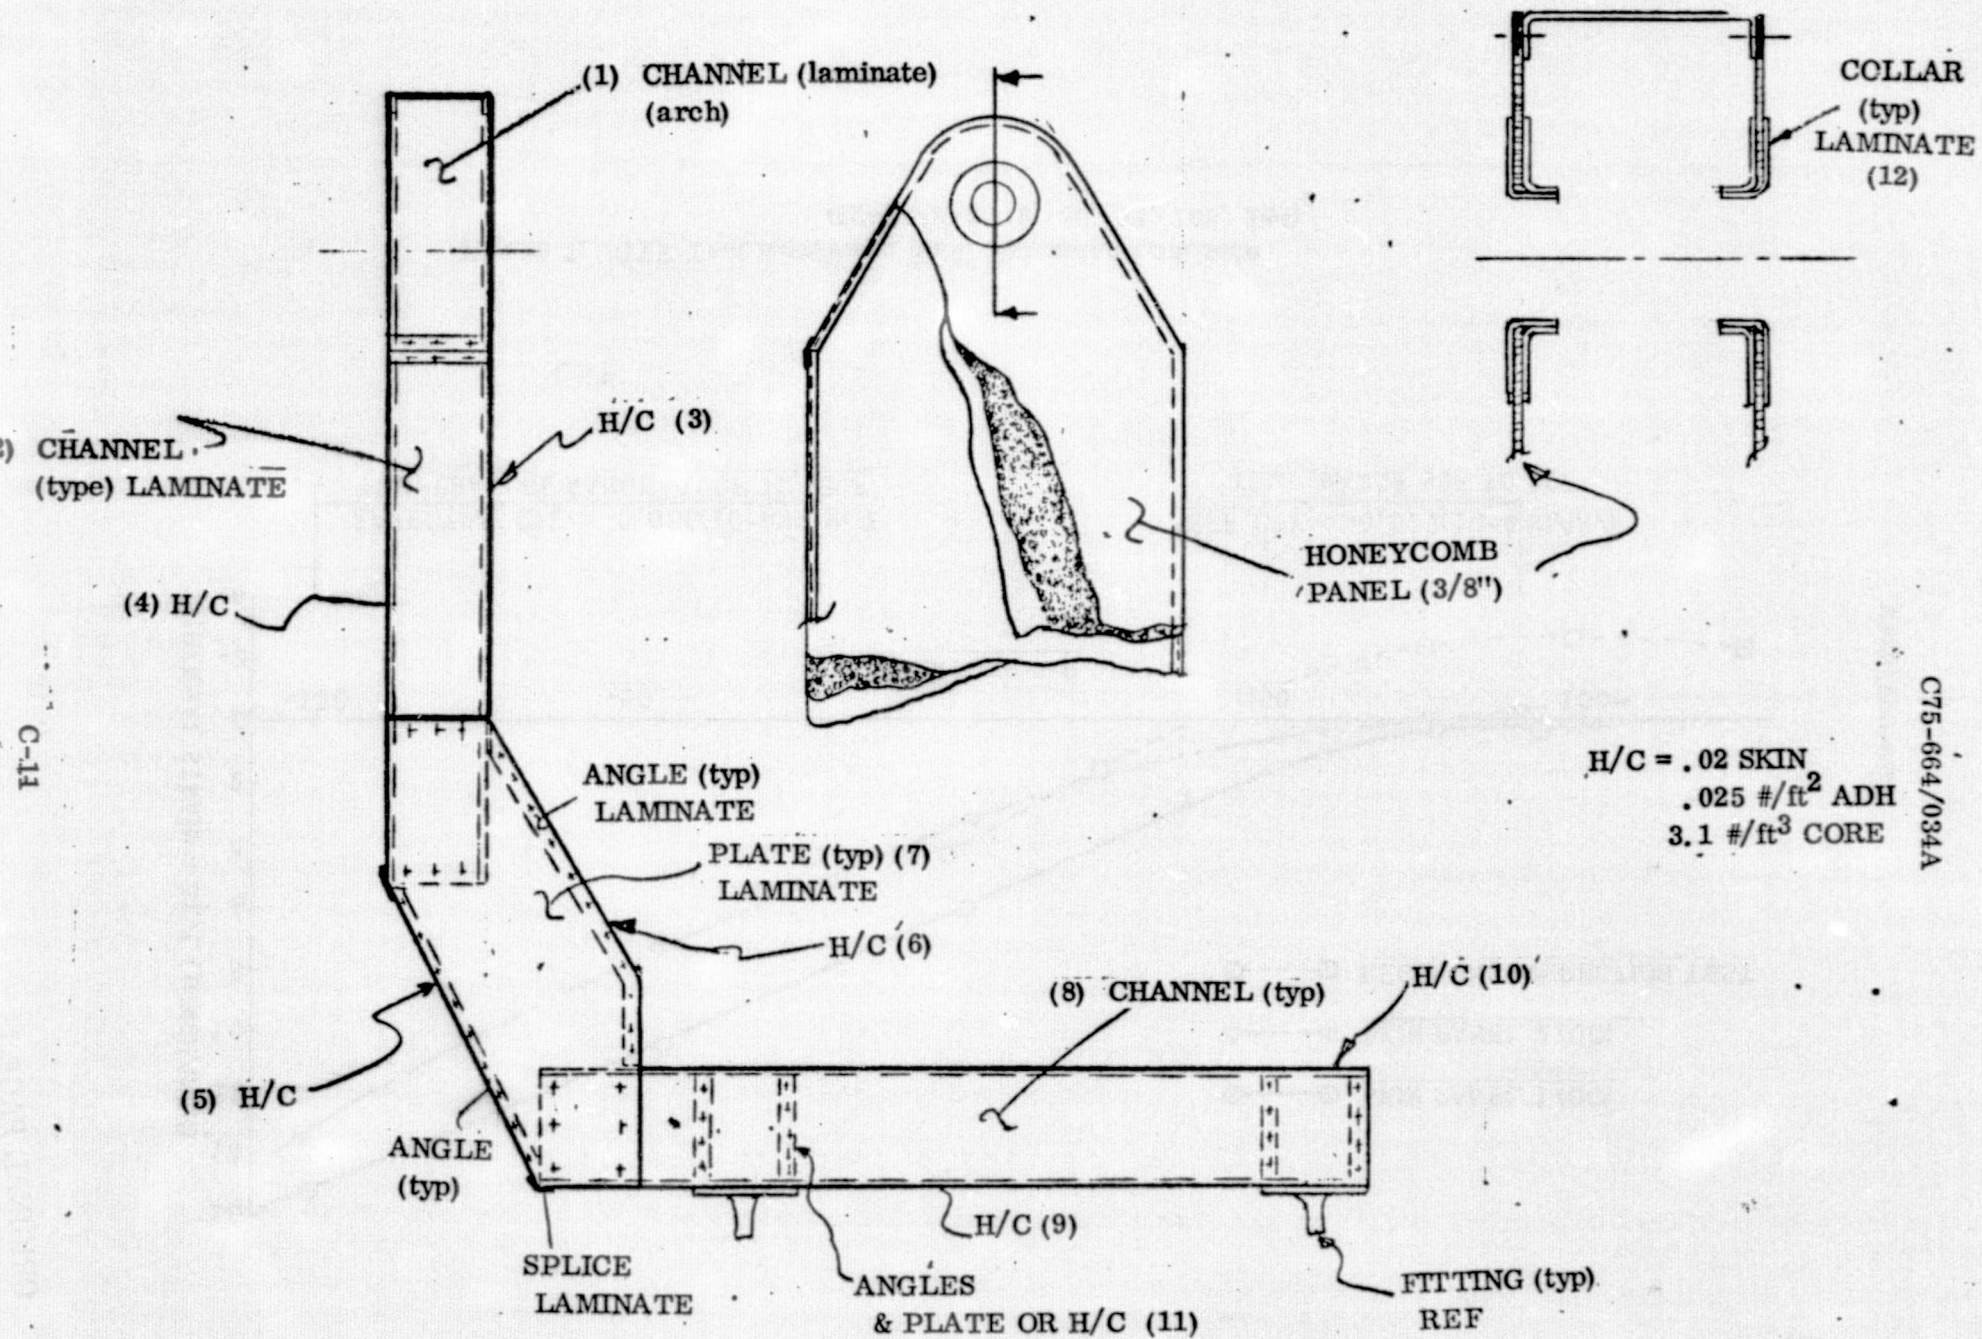 (1) CHANNEL (laminate)
(arch)
COLLAR
(typ)
LAMINATE
(12)
H/C (3)
) CHANNEL
(type) LAMINATE
(4) H/C
HONEYCOMB
PANEL (3/8")
ANGLE (typ)
LAMINATE
PLATE (typ) (7)
LAMINATE
H/C (6)
H/C = .02 SKIN
.025 #/ft² ADH
3.1 #/ft³ CORE
(8) CHANNEL (typ)
H/C (10)
(5) H/C
ANGLE
(typ)
H/C (9)
SPLICE
LAMINATE
ANGLES
& PLATE OR H/C (11)
FITTING (typ)
REF
C-11
C75-664/034A